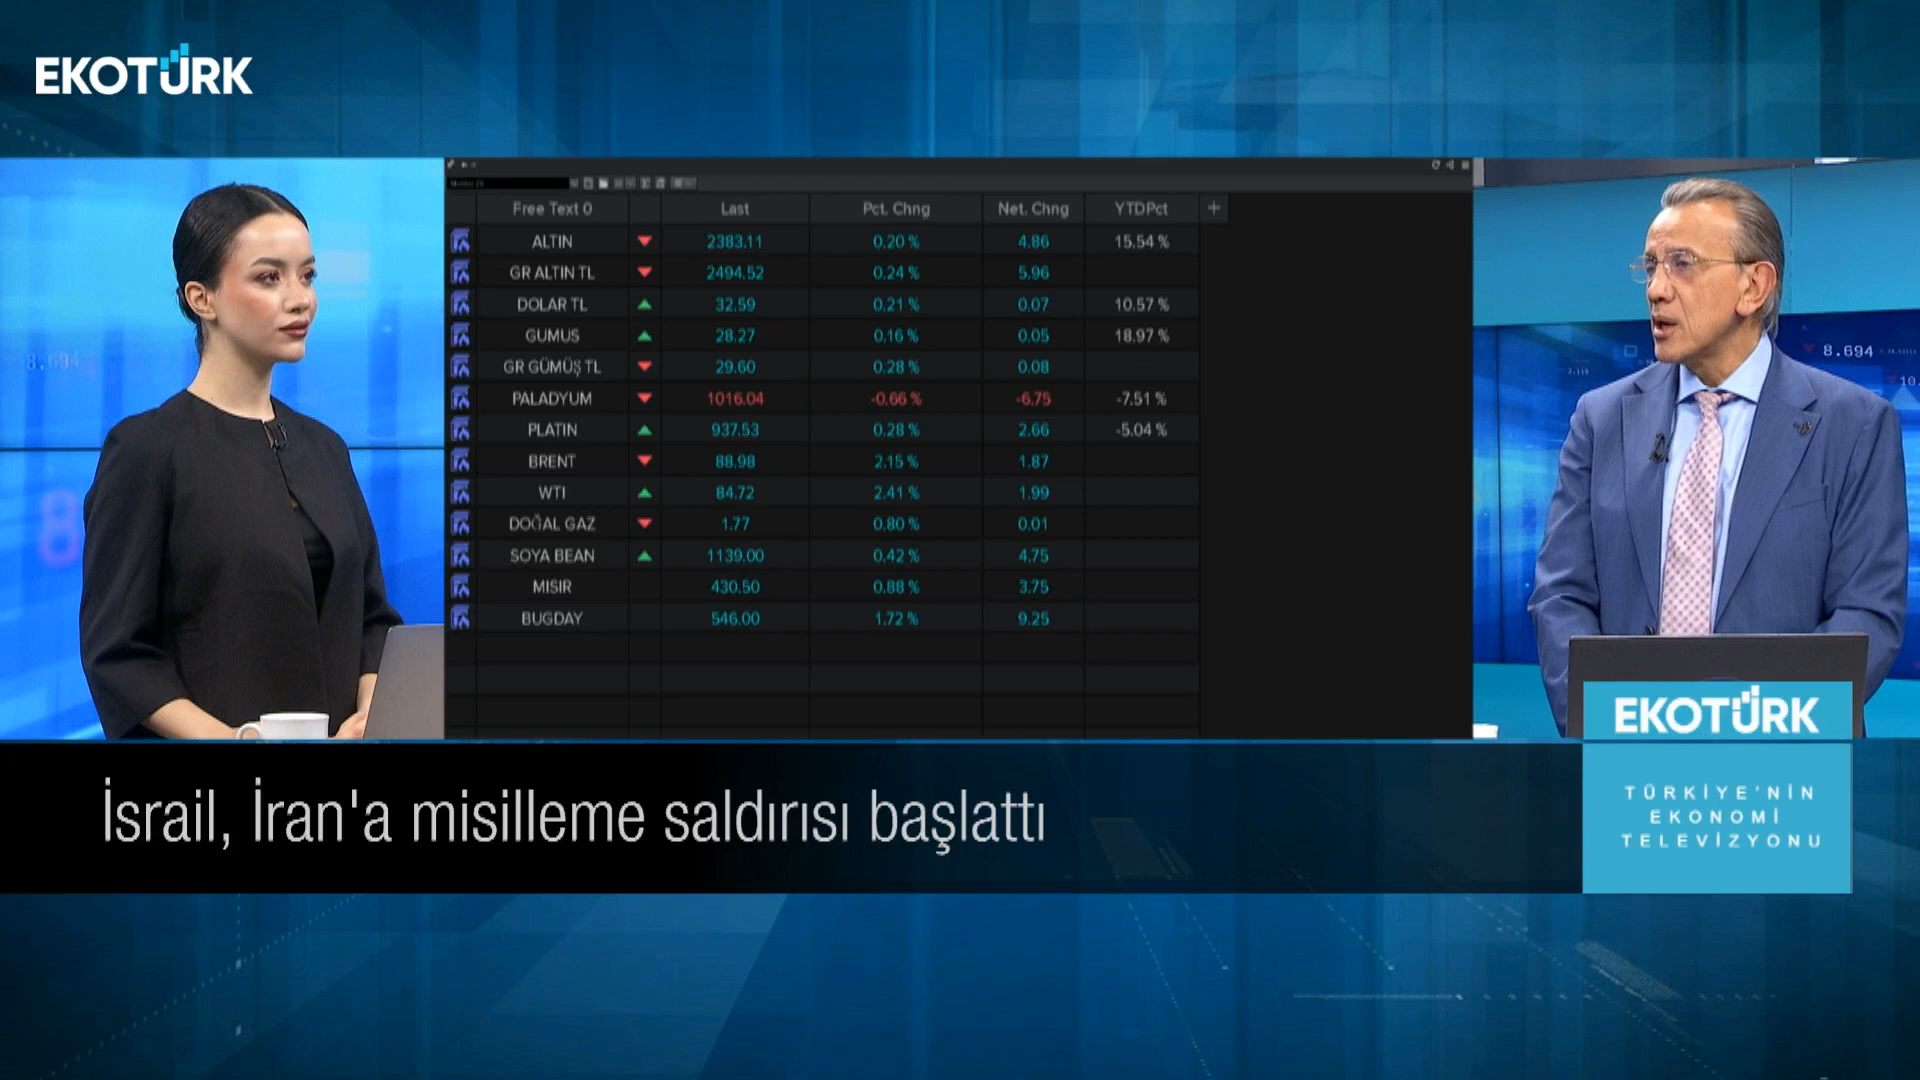 EKOTÜRK
Free Text 0 Last Pct. Chng Net. Chng YTDPct +
ALTIN 2383.11 0.20 % 4.86 15.54 %
GR ALTIN TL 2494.52 0.24 % 5.96
DOLAR TL 32.59 0.21 % 0.07 10.57 %
GUMUS 28.27 0.16 % 0.05 18.97 %
GR GÜMÜŞ TL 29.60 0.28 % 0.08
PALADYUM 1016.04 -0.66 % -6.75 -7.51 %
PLATIN 937.53 0.28 % 2.66 -5.04 %
BRENT 88.98 2.15 % 1.87
WTI 84.72 2.41 % 1.99
DOĞAL GAZ 1.77 0.80 % 0.01
SOYA BEAN 1139.00 0.42 % 4.75
MISIR 430.50 0.88 % 3.75
BUGDAY 546.00 1.72 % 9.25
8.694
8.694
EKOTÜRK
TÜRKİYE'NİN
EKONOMİ
TELEVİZYONU
İsrail, İran'a misilleme saldırısı başlattı